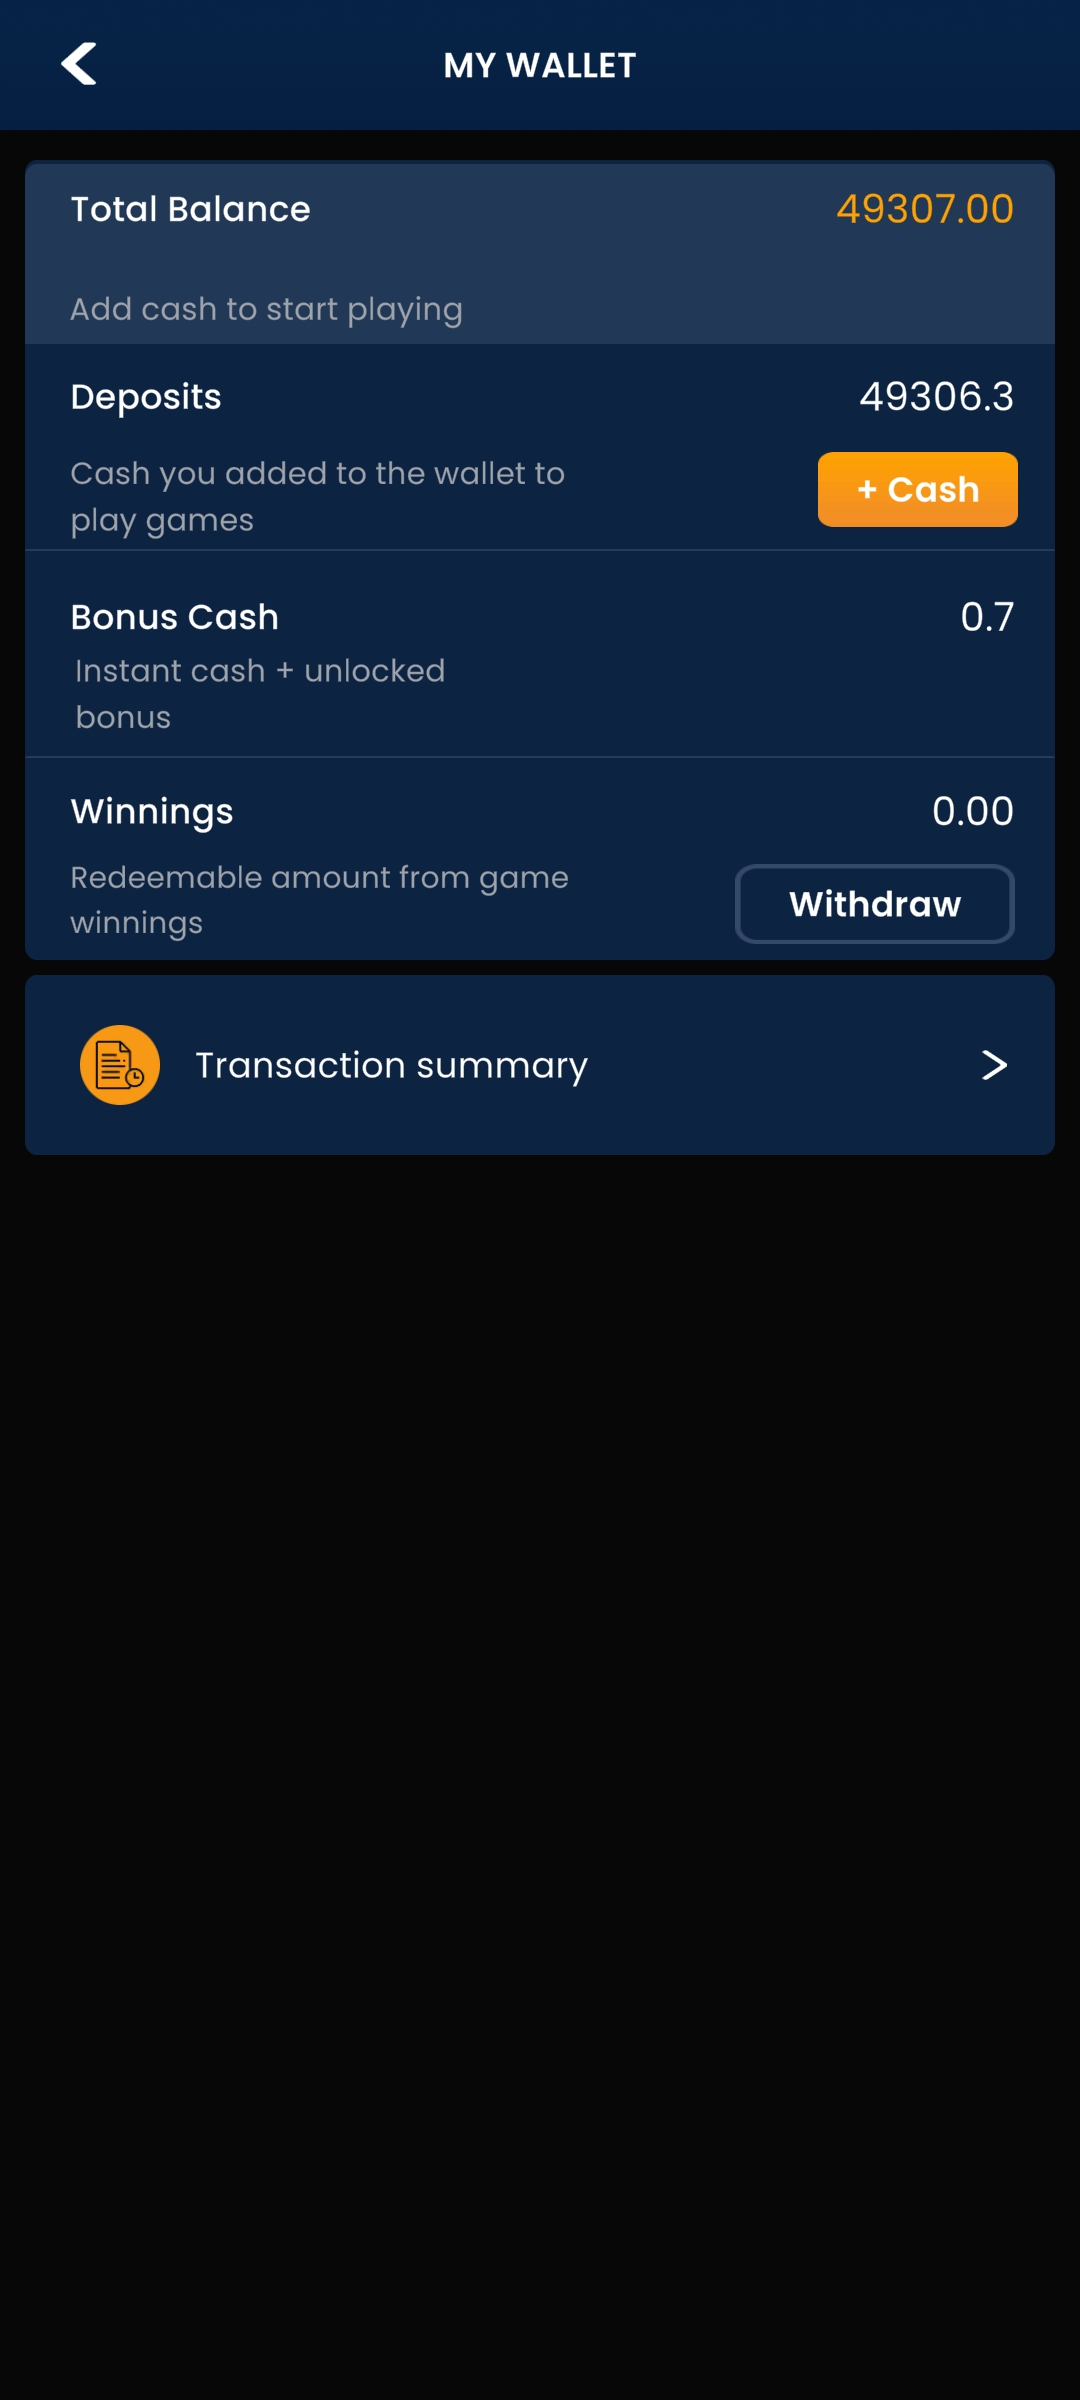 MY WALLET
Total Balance 49307.00
Add cash to start playing
Deposits 49306.3
Cash you added to the wallet to
play games
+ Cash
Bonus Cash 0.7
Instant cash + unlocked
bonus
Winnings 0.00
Redeemable amount from game
winnings
Withdraw
Transaction summary